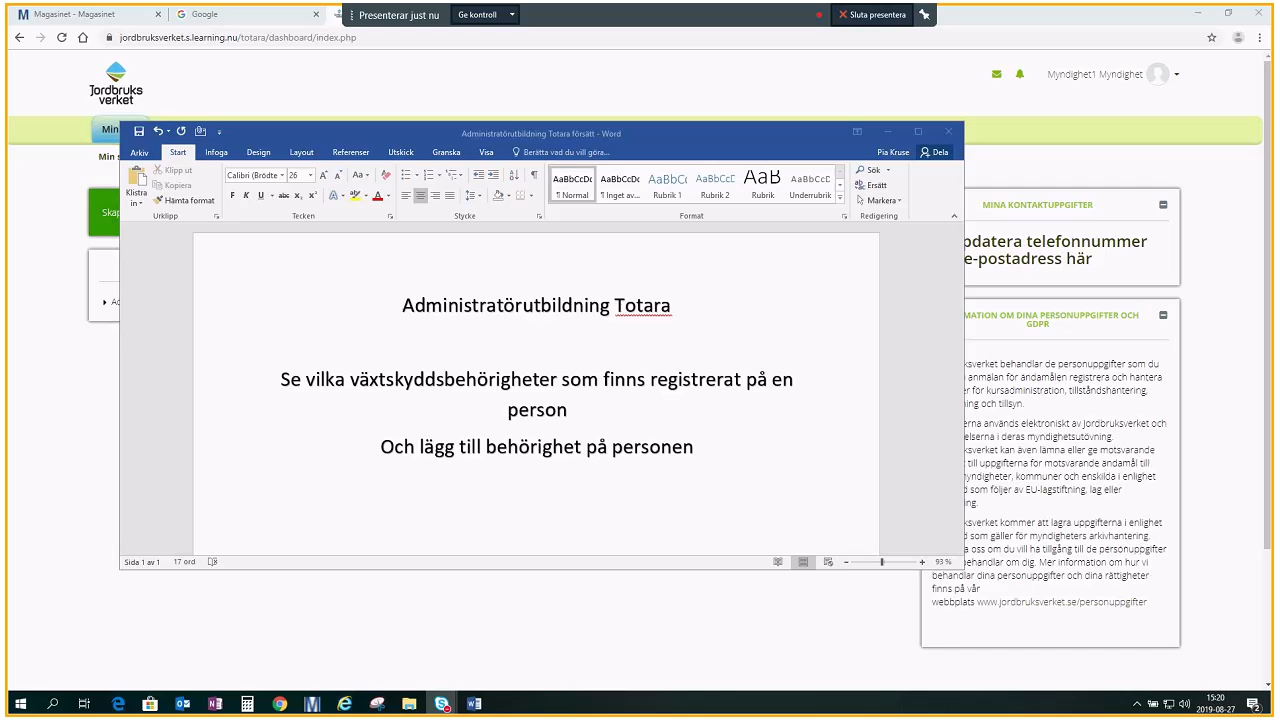 Magasinet - Magasinet
Google
Presenterar just nu
Ge kontroll
Sluta presentera
jordbruksverket.s.learning.nu/totara/dashboard/index.php
Jordbruks
verket
Myndighet1 Myndighet
Min
Min s
Administratörutbildning Totara försätt - Word
Arkiv Start Infoga Design Layout Referenser Utskick Granska Visa Berätta vad du vill göra...
Pia Kruse Dela
Klistra
in
Klipp ut
Kopiera
Hämta format
Urklipp
Calibri (Brödte 26
Tecken
Stycke
AaBbCcDc AaBbCcDc AaBbC AaBbCcE AaB AaBbCcD
¶ Normal ¶ Inget av... Rubrik 1 Rubrik 2 Rubrik Underrubrik
Format
Sök
Ersätt
Markera
Redigering
Skap
Administratörutbildning Totara
Se vilka växtskyddsbehörigheter som finns registrerat på en
person
Och lägg till behörighet på personen
Sida 1 av 1 17 ord
93 %
MINA KONTAKTUPPGIFTER
pdatera telefonnummer
e-postadress här
MATION OM DINA PERSONUPPGIFTER OCH
GDPR
ksverket behandlar de personuppgifter som du
anmälan för ändamålen registrera och hantera
er för kursadministration, tillståndshantering,
ning och tillsyn.
erna används elektroniskt av Jordbruksverket och
elserna i deras myndighetsutövning.
ksverket kan även lämna eller ge motsvarande
till uppgifterna för motsvarande ändamål till
myndigheter, kommuner och enskilda i enlighet
d som följer av EU-lagstiftning, lag eller
ing.
ksverket kommer att lagra uppgifterna i enlighet
d som gäller för myndigheters arkivhantering.
a oss om du vill ha tillgång till de personuppgifter
behandlar om dig. Mer information om hur vi
behandlar dina personuppgifter och dina rättigheter
finns på vår
webbplats www.jordbruksverket.se/personuppgifter
15:20
2019-08-27